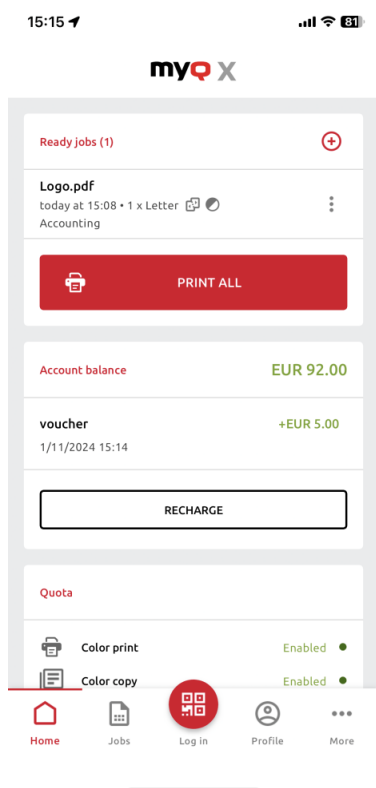 15:15
81
myQ X
Ready jobs (1)
Logo.pdf
today at 15:08 • 1 x Letter
Accounting
PRINT ALL
Account balance EUR 92.00
voucher +EUR 5.00
1/11/2024 15:14
RECHARGE
Quota
Color print Enabled
Color copy Enabled
Home Jobs Log in Profile More